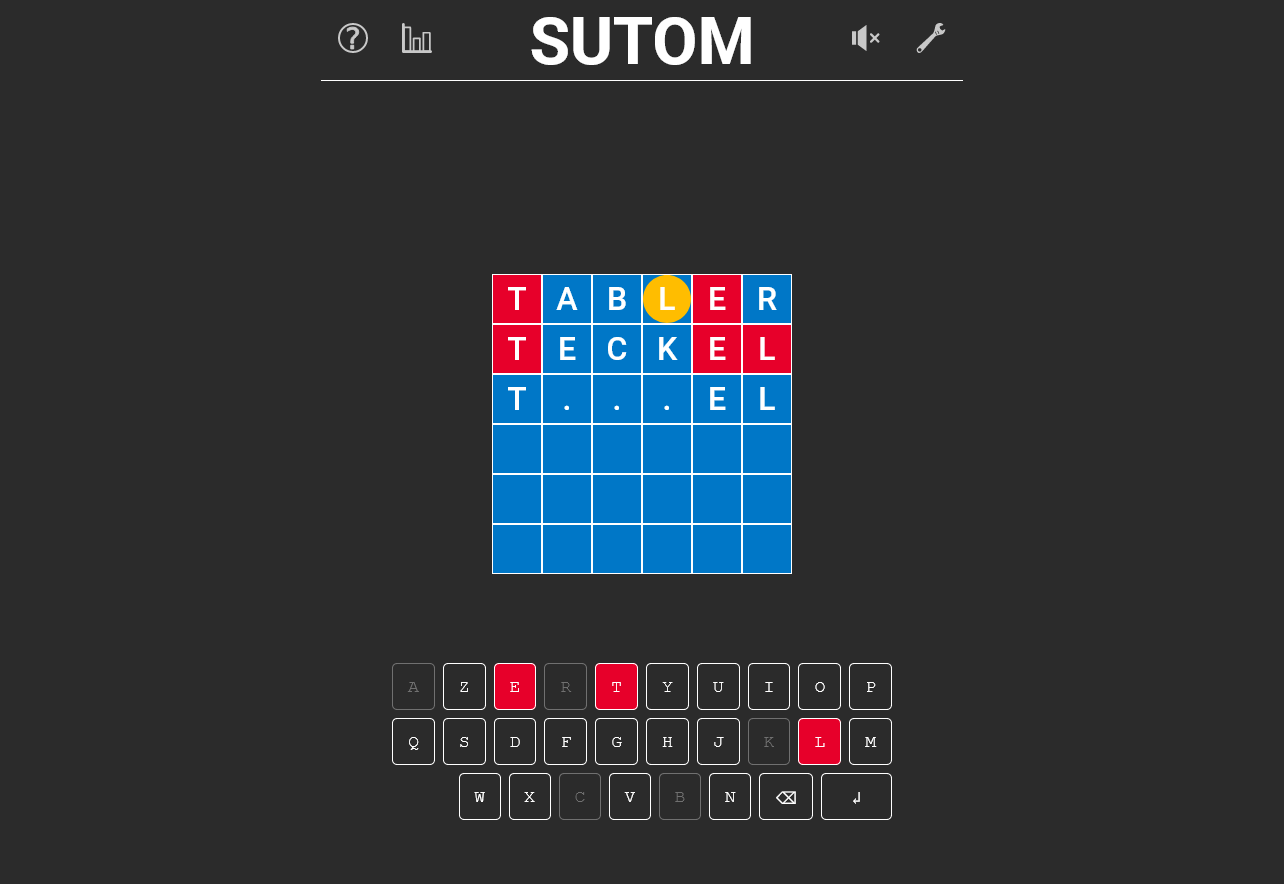 SUTOM
T A B L E R
T E C K E L
T . . . E L
A Z E R T Y U I O P
Q S D F G H J K L M
W X C V B N ⌫ ↲